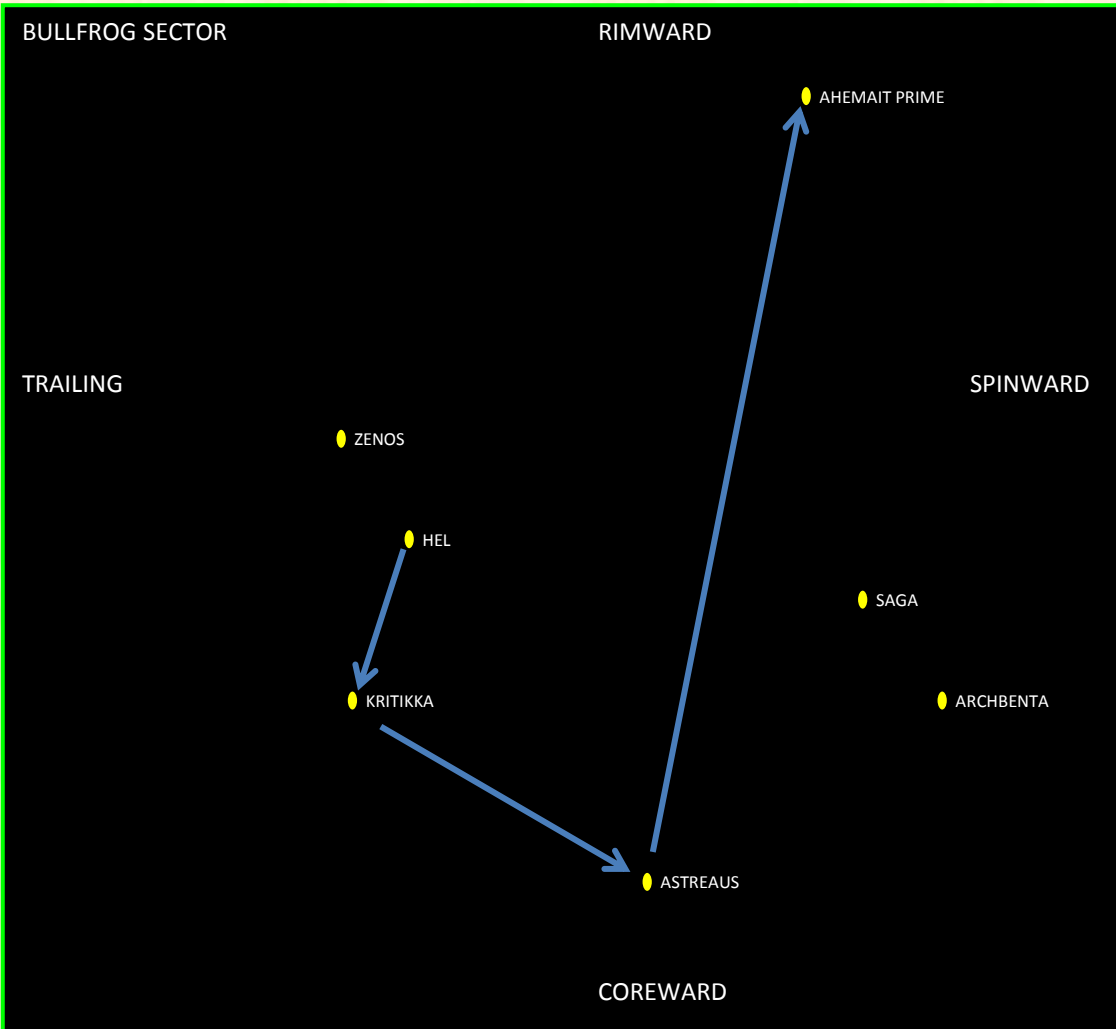 BULLFROG SECTOR
RIMWARD
AHEMAIT PRIME
TRAILING
SPINWARD
ZENOS
HEL
SAGA
KRITIKKA
ARCHBENTA
ASTREAUS
COREWARD